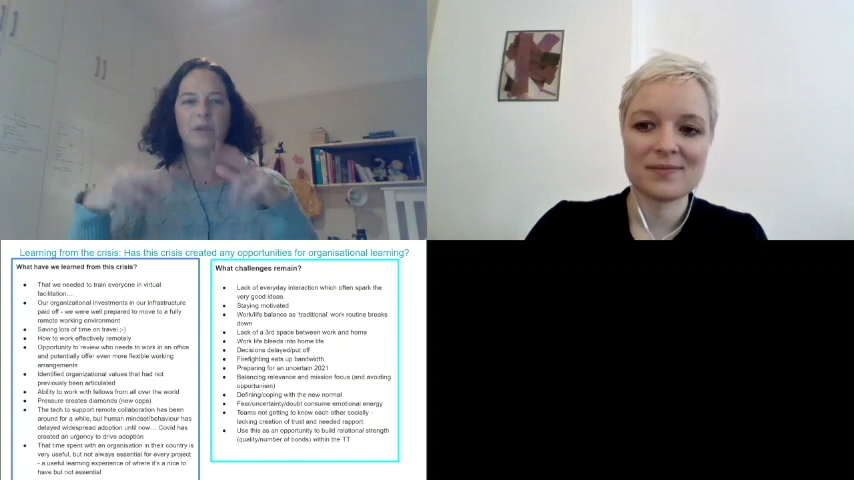 Learning from the crisis: Has this crisis created any opportunities for organisational learning?
What have we learned from this crisis?
That we needed to train everyone in virtual
facilitation...
Our organizational investments in our infrastructure
paid off - we were well prepared to move to a fully
remote working environment
Saving lots of time on travel ;-)
How to work effectively remotely
Opportunity to review who needs to work in an office
and potentially offer even more flexible working
arrangements
Identified organizational values that had not
previously been articulated
Ability to work with fellows from all over the world
Pressure creates diamonds (new opps)
The tech to support remote collaboration has been
around for a while, but human mindset/behaviour has
delayed widespread adoption until now... Covid has
created an urgency to drive adoption
That time spent with an organisation in their country is
very useful, but not always essential for every project
- a useful learning experience of where it's a nice to
have but not essential
What challenges remain?
Lack of everyday interaction which often spark the
very good ideas.
Staying motivated
Work/life balance as 'traditional' work routine breaks
down
Lack of a 3rd space between work and home
Work life bleeds into home life
Decisions delayed/put off
Firefighting eats up bandwidth
Preparing for an uncertain 2021
Balancing relevance and mission focus (and avoiding
opportunism)
Defining/coping with the new normal
Fear/uncertainty/doubt consume emotional energy
Teams not getting to know each other socially -
lacking creation of trust and needed rapport
Use this as an opportunity to build relational strength
(quality/number of bonds) within the TT